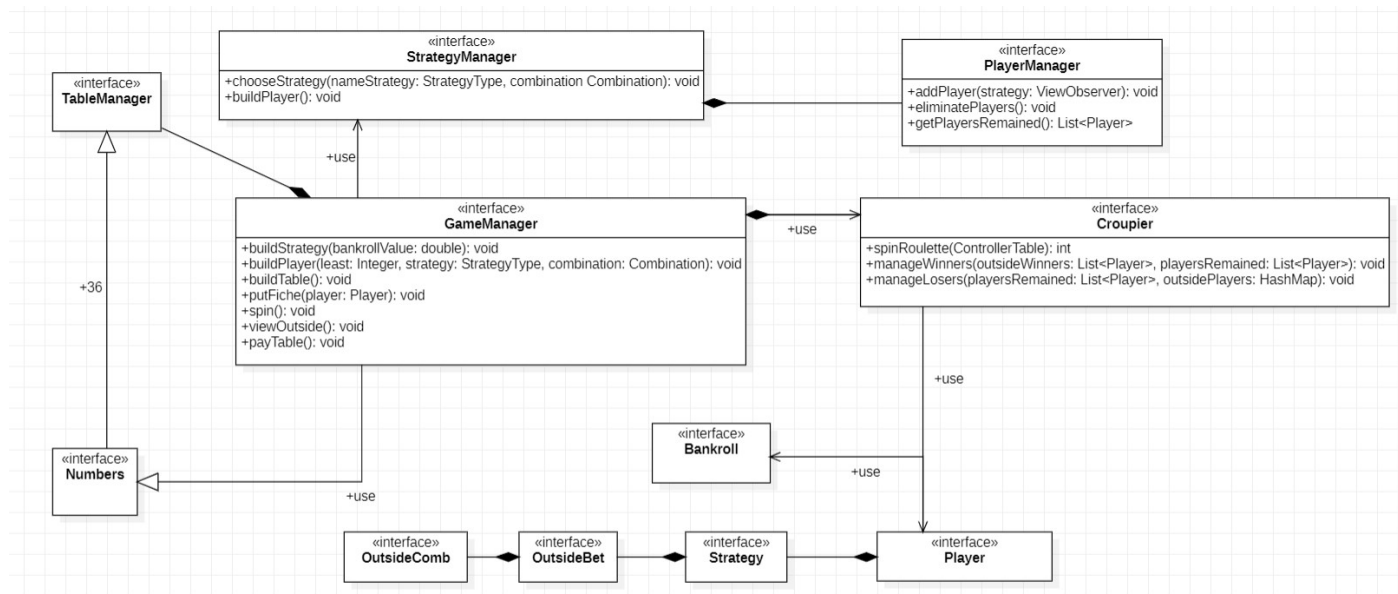 «interface»
StrategyManager
+chooseStrategy(nameStrategy: StrategyType, combination Combination): void
+buildPlayer(): void
«interface»
PlayerManager
+addPlayer(strategy: ViewObserver): void
+eliminatePlayers(): void
+getPlayersRemained(): List<Player>
«interface»
TableManager
+use
«interface»
GameManager
+buildStrategy(bankrollValue: double): void
+buildPlayer(least: Integer, strategy: StrategyType, combination: Combination): void
+buildTable(): void
+putFiche(player: Player): void
+spin(): void
+viewOutside(): void
+payTable(): void
+use
«interface»
Croupier
+spinRoulette(ControllerTable): int
+manageWinners(outsideWinners: List<Player>, playersRemained: List<Player>): void
+manageLosers(playersRemained: List<Player>, outsidePlayers: HashMap): void
+36
+use
«interface»
Bankroll
+use
«interface»
Numbers
+use
«interface»
OutsideComb
«interface»
OutsideBet
«interface»
Strategy
«interface»
Player